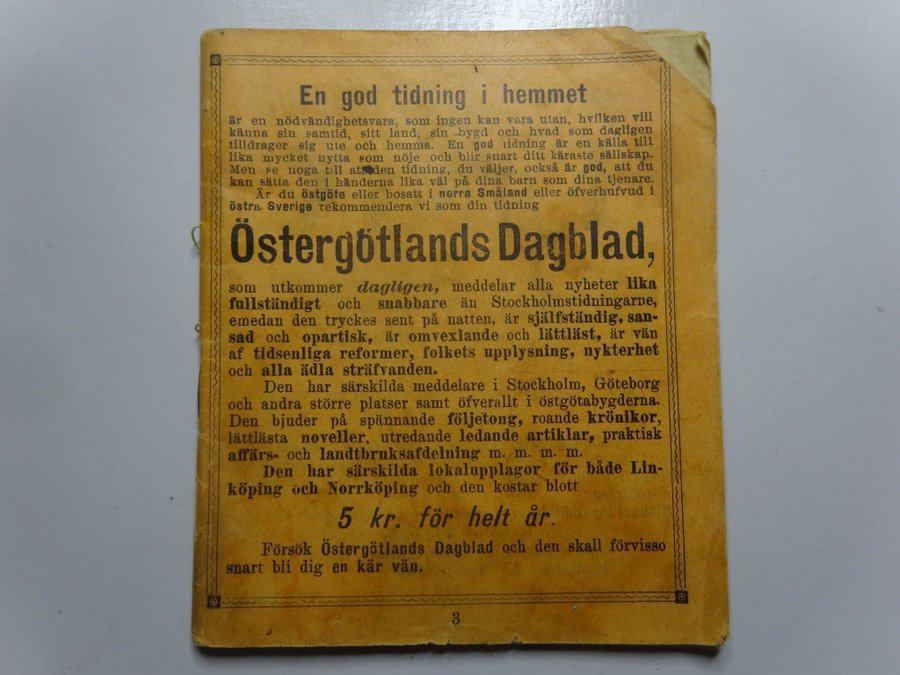 En god tidning i hemmet
är en nödvändighetsvara, som ingen kan vara utan, hvilken vill
känna sin samtid, sitt land, sin bygd och hvad som dagligen
tilldrager sig ute och hemma. En god tidning är en källa till
lika mycket nytta som nöje och blir snart ditt käraste sällskap.
Men se noga till att den tidning, du väljer, också är god, att du
kan sätta den i händerna lika väl på dina barn som dina tjenare.
Är du östgöte eller bosatt i norra Småland eller öfverhufvud i
östra Sverige rekommendera vi som din tidning
Östergötlands Dagblad,
som utkommer dagligen, meddelar alla nyheter lika
fullständigt och snabbare än Stockholmstidningarne,
emedan den tryckes sent på natten, är själfständig, san-
sad och opartisk, är omvexlande och lättläst, är vän
af tidsenliga reformer, folkets upplysning, nykterhet
och alla ädla sträfvanden.
Den har särskilda meddelare i Stockholm, Göteborg
och andra större platser samt öfverallt i östgötabygderna.
Den bjuder på spännande följetong, roande krönikor,
lättlästa noveller, utredande ledande artiklar, praktisk
affärs- och landtbruksafdelning m. m. m. m.
Den har särskilda lokalupplagor för både Lin-
köping och Norrköping och den kostar blott
5 kr. för helt år.
Försök Östergötlands Dagblad och den skall förvisso
snart bli dig en kär vän.
3